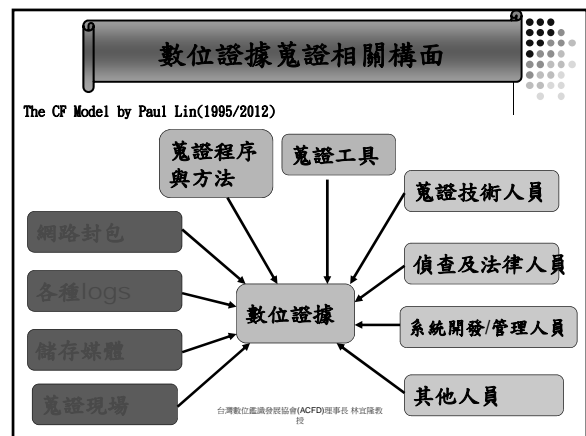 數位證據蒐證相關構面
The CF Model by Paul Lin(1995/2012)
蒐證程序
與方法
蒐證工具
蒐證技術人員
網路封包
偵查及法律人員
各種logs
數位證據
系統開發/管理人員
儲存媒體
其他人員
蒐證現場
台灣數位鑑識發展協會(ACFD)理事長 林宜隆教
授